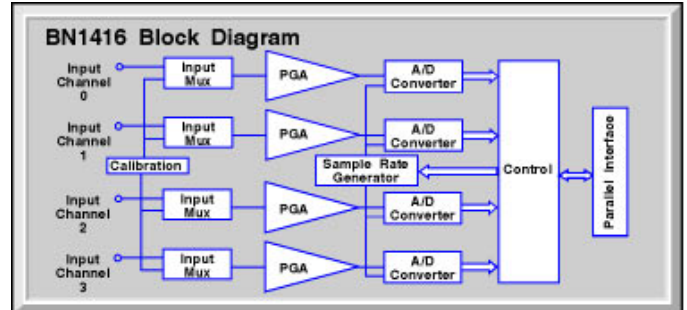 BN1416 Block Diagram
Input
Channel
0
Input
Mux
PGA
A/D
Converter
Input
Channel
1
Input
Mux
PGA
A/D
Converter
Calibration
Sample Rate
Generator
Control
Parallel Interface
Input
Channel
2
Input
Mux
PGA
A/D
Converter
Input
Channel
3
Input
Mux
PGA
A/D
Converter